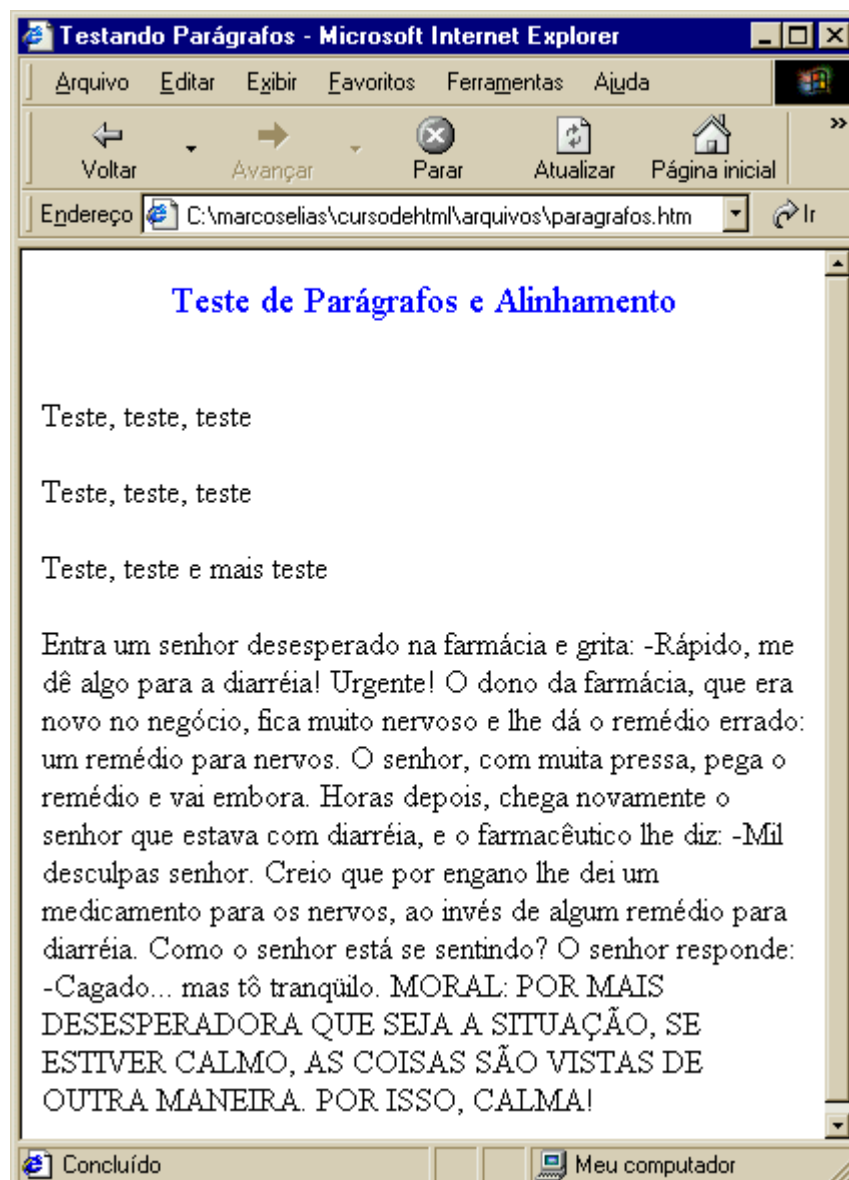 Testando Parágrafos - Microsoft Internet Explorer
Arquivo Editar Exibir Favoritos Ferramentas Ajuda
Voltar Avançar Parar Atualizar Página inicial »
Endereço C:\marcoselias\cursodehtml\arquivos\paragrafos.htm Ir
Teste de Parágrafos e Alinhamento
Teste, teste, teste
Teste, teste, teste
Teste, teste e mais teste
Entra um senhor desesperado na farmácia e grita: -Rápido, me
dê algo para a diarréia! Urgente! O dono da farmácia, que era
novo no negócio, fica muito nervoso e lhe dá o remédio errado:
um remédio para nervos. O senhor, com muita pressa, pega o
remédio e vai embora. Horas depois, chega novamente o
senhor que estava com diarréia, e o farmacêutico lhe diz: -Mil
desculpas senhor. Creio que por engano lhe dei um
medicamento para os nervos, ao invés de algum remédio para
diarréia. Como o senhor está se sentindo? O senhor responde:
-Cagado... mas tô tranqüilo. MORAL: POR MAIS
DESESPERADORA QUE SEJA A SITUAÇÃO, SE
ESTIVER CALMO, AS COISAS SÃO VISTAS DE
OUTRA MANEIRA. POR ISSO, CALMA!
Concluído Meu computador